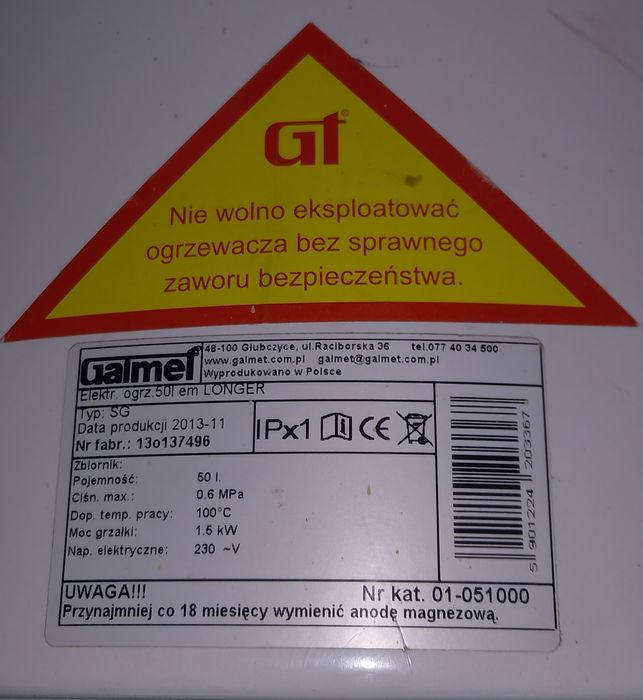 Gt®
Nie wolno eksploatować
ogrzewacza bez sprawnego
zaworu bezpieczeństwa.
Galmet®
48-100 Głubczyce, ul.Raciborska 36 tel.077 40 34 500
www.galmet.com.pl galmet@galmet.com.pl
Wyprodukowano w Polsce
Elektr. ogrz.50l em LONGER
Typ: SG
Data produkcji 2013-11
Nr fabr.: 13o137496
IPx1 CE
Zbiornik:
Pojemność: 50 l.
Ciśn. max.: 0.6 MPa
Dop. temp. pracy: 100°C
Moc grzałki: 1.5 kW
Nap. elektryczne: 230 ~V
5 901224 203367
UWAGA!!! Nr kat. 01-051000
Przynajmniej co 18 miesięcy wymienić anodę magnezową.